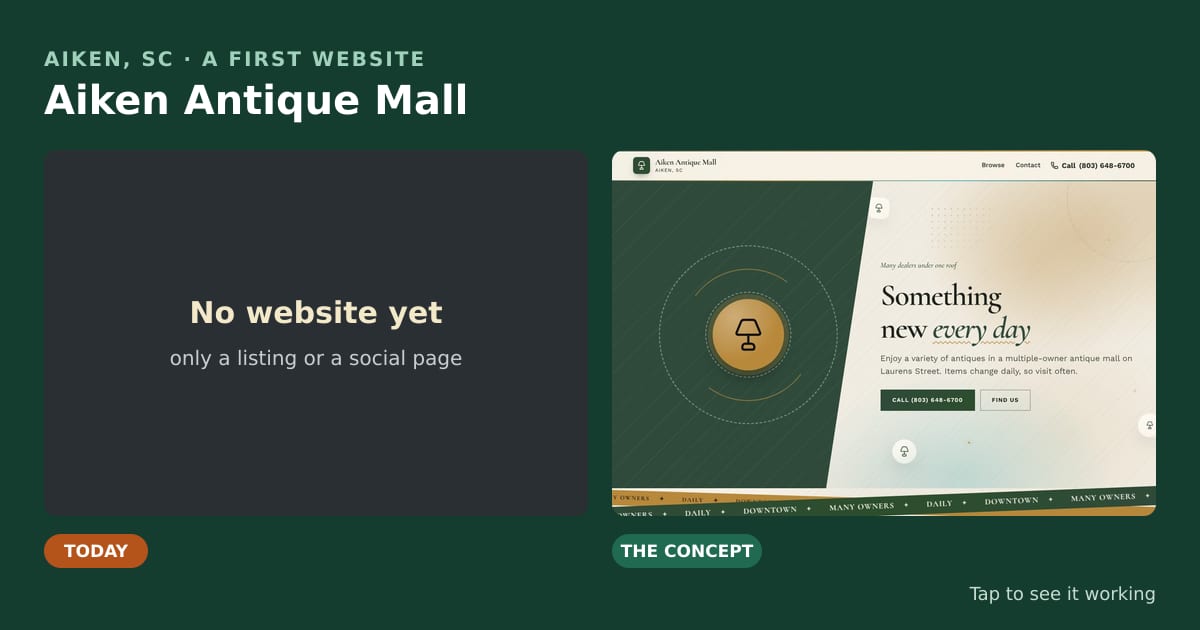 AIKEN, SC · A FIRST WEBSITE
Aiken Antique Mall
No website yet
only a listing or a social page
TODAY
Aiken Antique Mall
AIKEN, SC
Browse
Contact
Call (803) 648-6700
Many dealers under one roof
Something
new every day
Enjoy a variety of antiques in a multiple-owner antique mall on
Laurens Street. Items change daily, so visit often.
CALL (803) 648-6700
FIND US
Y OWNERS ✦ DAILY ✦
OWNERS ✦ DAILY ✦ DOWNTOWN ✦ MANY OWNERS ✦ DAILY ✦ DOWNTOWN ✦ MANY OWNERS ✦
THE CONCEPT
Tap to see it working